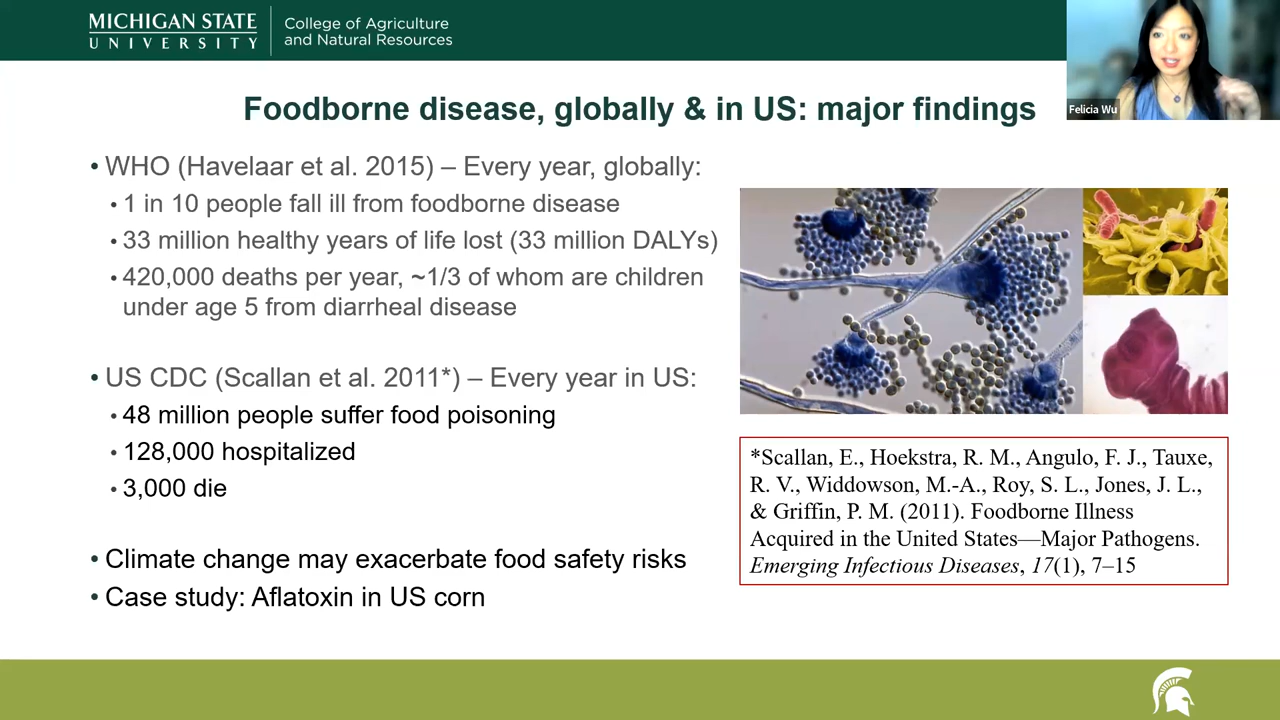 MICHIGAN STATE
UNIVERSITY
College of Agriculture
and Natural Resources
Felicia Wu
Foodborne disease, globally & in US: major findings
• WHO (Havelaar et al. 2015) – Every year, globally:
• 1 in 10 people fall ill from foodborne disease
• 33 million healthy years of life lost (33 million DALYs)
• 420,000 deaths per year, ~1/3 of whom are children
under age 5 from diarrheal disease
• US CDC (Scallan et al. 2011*) – Every year in US:
• 48 million people suffer food poisoning
• 128,000 hospitalized
• 3,000 die
• Climate change may exacerbate food safety risks
• Case study: Aflatoxin in US corn
*Scallan, E., Hoekstra, R. M., Angulo, F. J., Tauxe,
R. V., Widdowson, M.-A., Roy, S. L., Jones, J. L.,
& Griffin, P. M. (2011). Foodborne Illness
Acquired in the United States—Major Pathogens.
Emerging Infectious Diseases, 17(1), 7–15